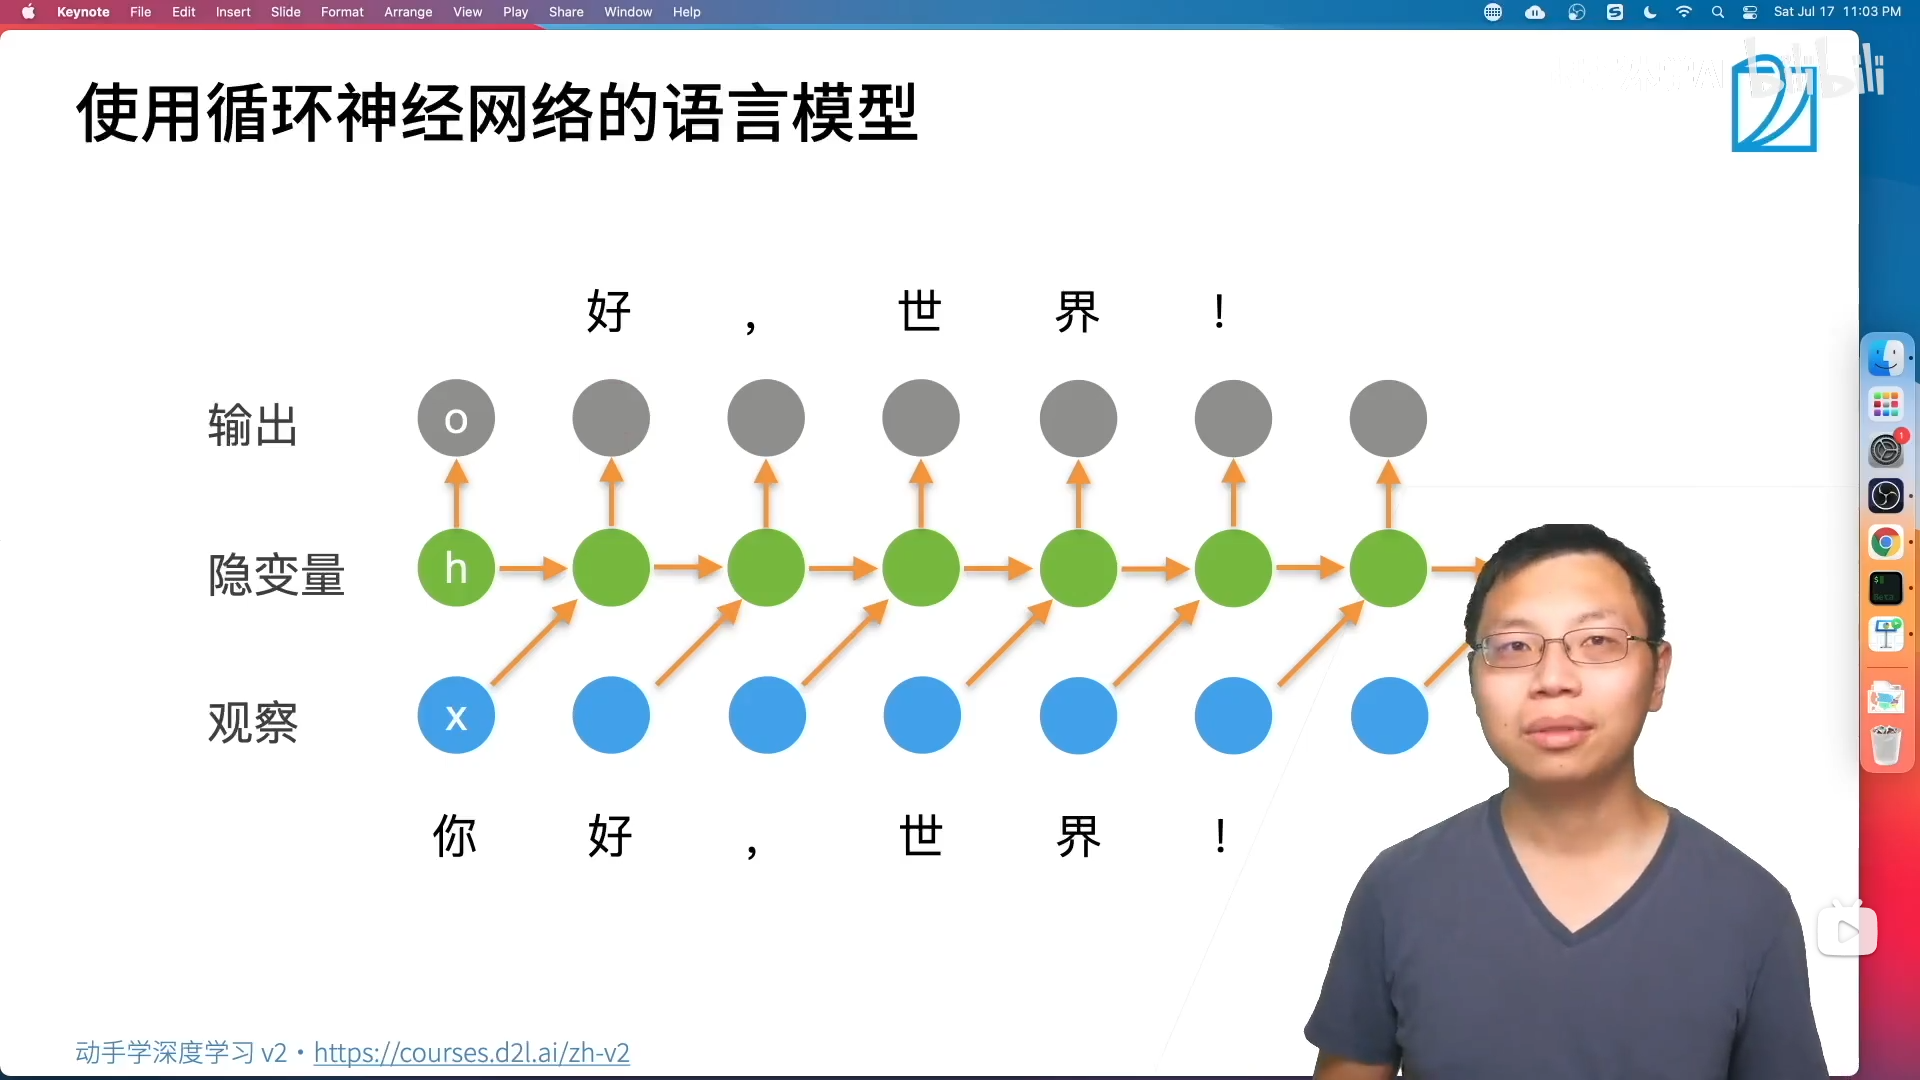 Keynote File Edit Insert Slide Format Arrange View Play Share Window Help Sat Jul 17 11:03 PM
使用循环神经网络的语言模型
bilibili
好 , 世 界 !
输出 o
隐变量 h
观察 x
你 好 , 世 界 !
动手学深度学习 v2 • https://courses.d2l.ai/zh-v2